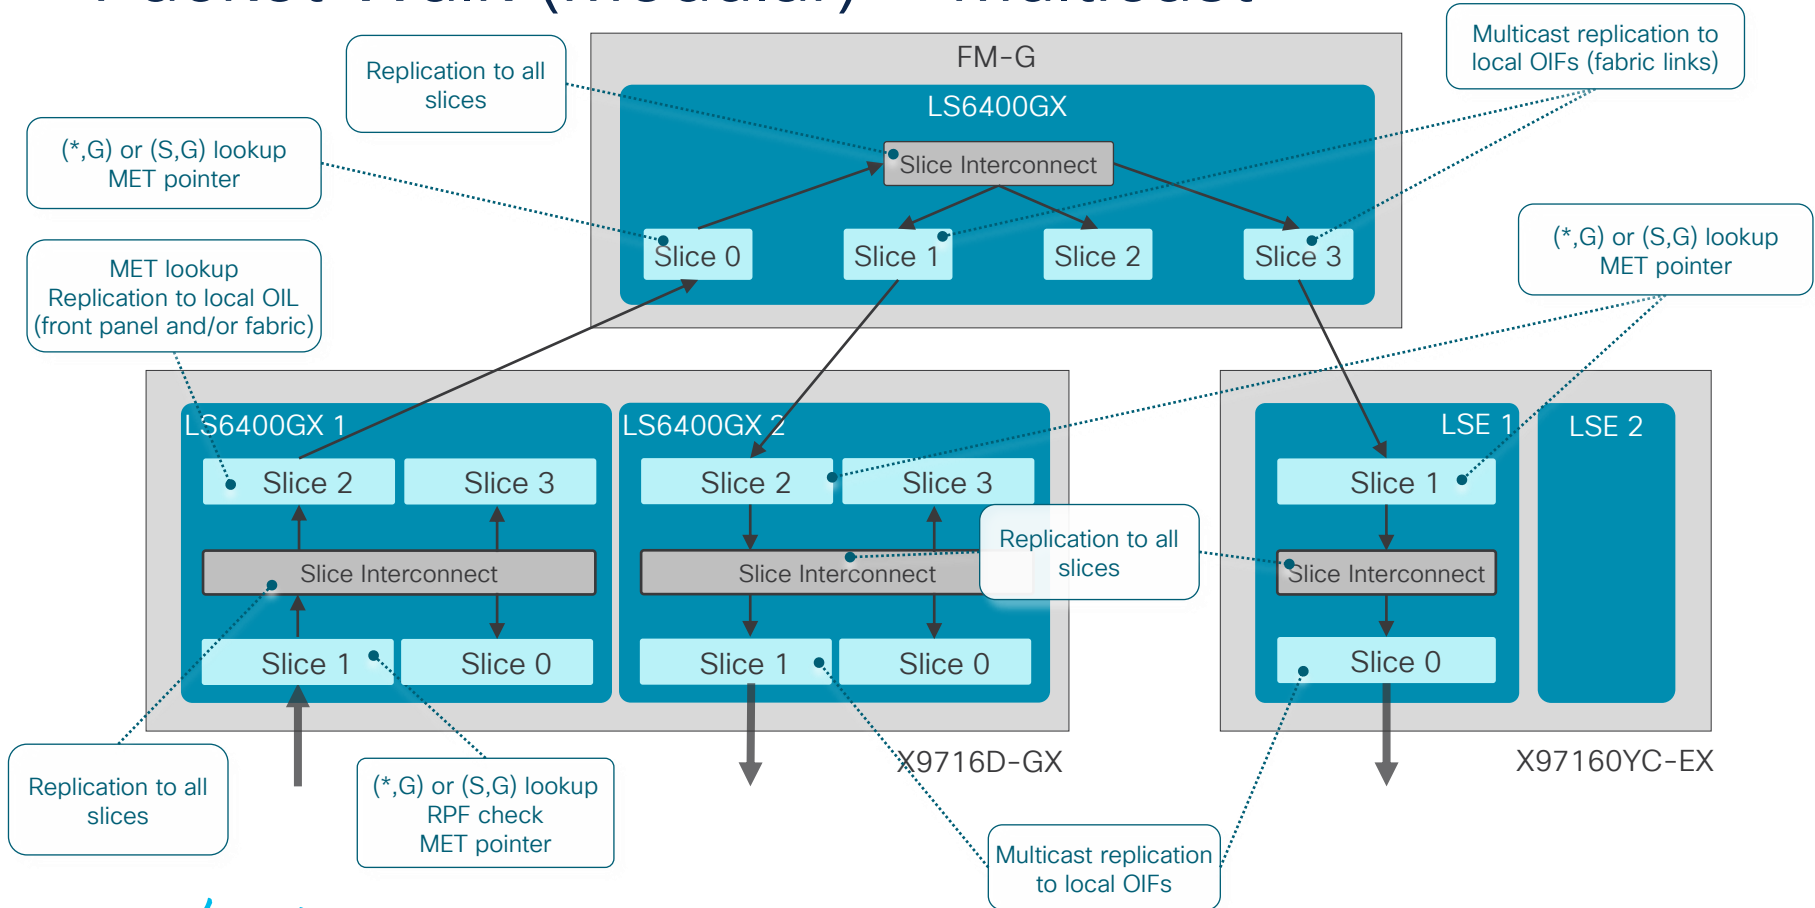 Packet Walk (Modular) – Multicast
FM-G
Multicast replication to
local OIFs (fabric links)
Replication to all
slices
LS6400GX
(*,G) or (S,G) lookup
MET pointer
Slice Interconnect
(*,G) or (S,G) lookup
MET pointer
Slice 0
Slice 1
Slice 2
Slice 3
MET lookup
Replication to local OIL
(front panel and/or fabric)
LS6400GX 1
LS6400GX 2
LSE 1
LSE 2
Slice 2
Slice 3
Slice 2
Slice 3
Slice 1
Replication to all
slices
Slice Interconnect
Slice Interconnect
Slice Interconnect
Slice 1
Slice 0
Slice 1
Slice 0
Slice 0
X9716D-GX
X97160YC-EX
Replication to all
slices
(*,G) or (S,G) lookup
RPF check
MET pointer
Multicast replication
to local OIFs